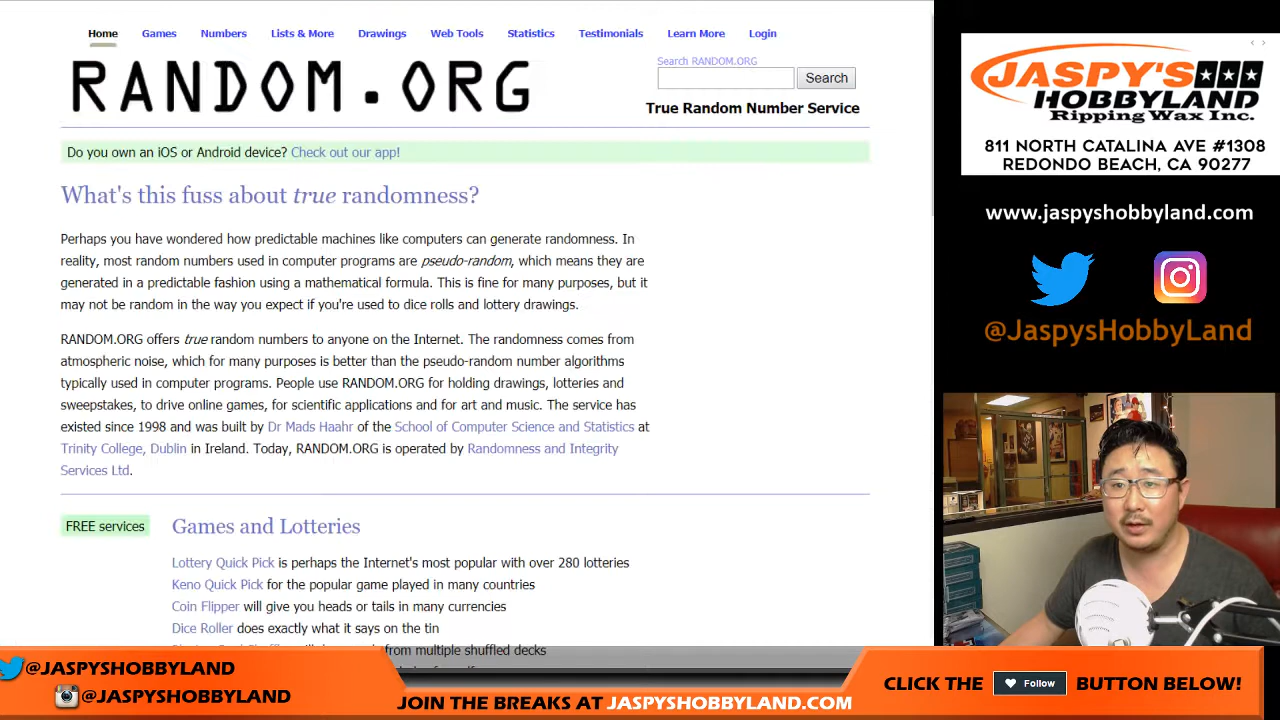 Home Games Numbers Lists & More Drawings Web Tools Statistics Testimonials Learn More Login
RANDOM.ORG
Search RANDOM.ORG
Search
True Random Number Service
Do you own an iOS or Android device? Check out our app!
What's this fuss about true randomness?
Perhaps you have wondered how predictable machines like computers can generate randomness. In
reality, most random numbers used in computer programs are pseudo-random, which means they are
generated in a predictable fashion using a mathematical formula. This is fine for many purposes, but it
may not be random in the way you expect if you're used to dice rolls and lottery drawings.
RANDOM.ORG offers true random numbers to anyone on the Internet. The randomness comes from
atmospheric noise, which for many purposes is better than the pseudo-random number algorithms
typically used in computer programs. People use RANDOM.ORG for holding drawings, lotteries and
sweepstakes, to drive online games, for scientific applications and for art and music. The service has
existed since 1998 and was built by Dr Mads Haahr of the School of Computer Science and Statistics at
Trinity College, Dublin in Ireland. Today, RANDOM.ORG is operated by Randomness and Integrity
Services Ltd.
FREE services
Games and Lotteries
Lottery Quick Pick is perhaps the Internet's most popular with over 280 lotteries
Keno Quick Pick for the popular game played in many countries
Coin Flipper will give you heads or tails in many currencies
Dice Roller does exactly what it says on the tin
from multiple shuffled decks
JASPY'S
HOBBYLAND
Ripping Wax Inc.
811 NORTH CATALINA AVE #1308
REDONDO BEACH, CA 90277
www.jaspyshobbyland.com
@JaspysHobbyLand
@JASPYSHOBBYLAND
@JASPYSHOBBYLAND
JOIN THE BREAKS AT JASPYSHOBBYLAND.COM
CLICK THE Follow BUTTON BELOW!